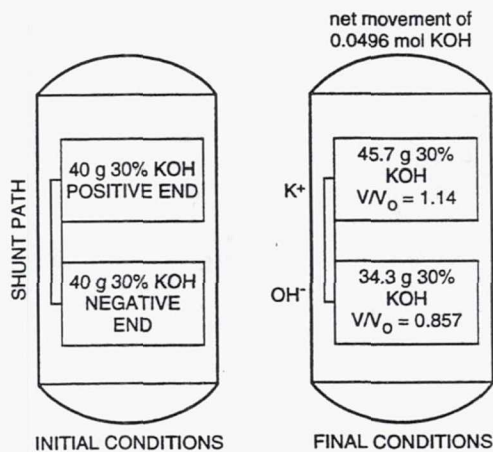 net movement of
0.0496 mol KOH
SHUNT PATH
40 g 30% KOH
POSITIVE END
40 g 30% KOH
NEGATIVE
END
INITIAL CONDITIONS
K+
OH-
45.7 g 30%
KOH
V/Vo = 1.14
34.3 g 30%
KOH
V/Vo = 0.857
FINAL CONDITIONS